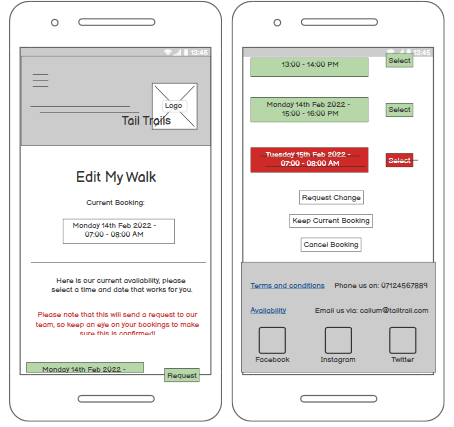 13:45
Logo
Tail Trails
Edit My Walk
Current Booking:
Monday 14th Feb 2022 -
07:00 - 08:00 AM
Here is our current availability, please
select a time and date that works for you.
Please note that this will send a request to our
team, so keep an eye on your bookings to make
sure this is confirmed!
Monday 14th Feb 2022 -
Request
13:45
13:00 - 14:00 PM
Select
Monday 14th Feb 2022 -
15:00 - 16:00 PM
Select
Tuesday 15th Feb 2022 -
07:00 - 08:00 AM
Select
Request Change
Keep Current Booking
Cancel Booking
Terms and conditions Phone us on: 07124567889
Availability Email us via: callum@tailtrail.com
Facebook Instagram Twitter